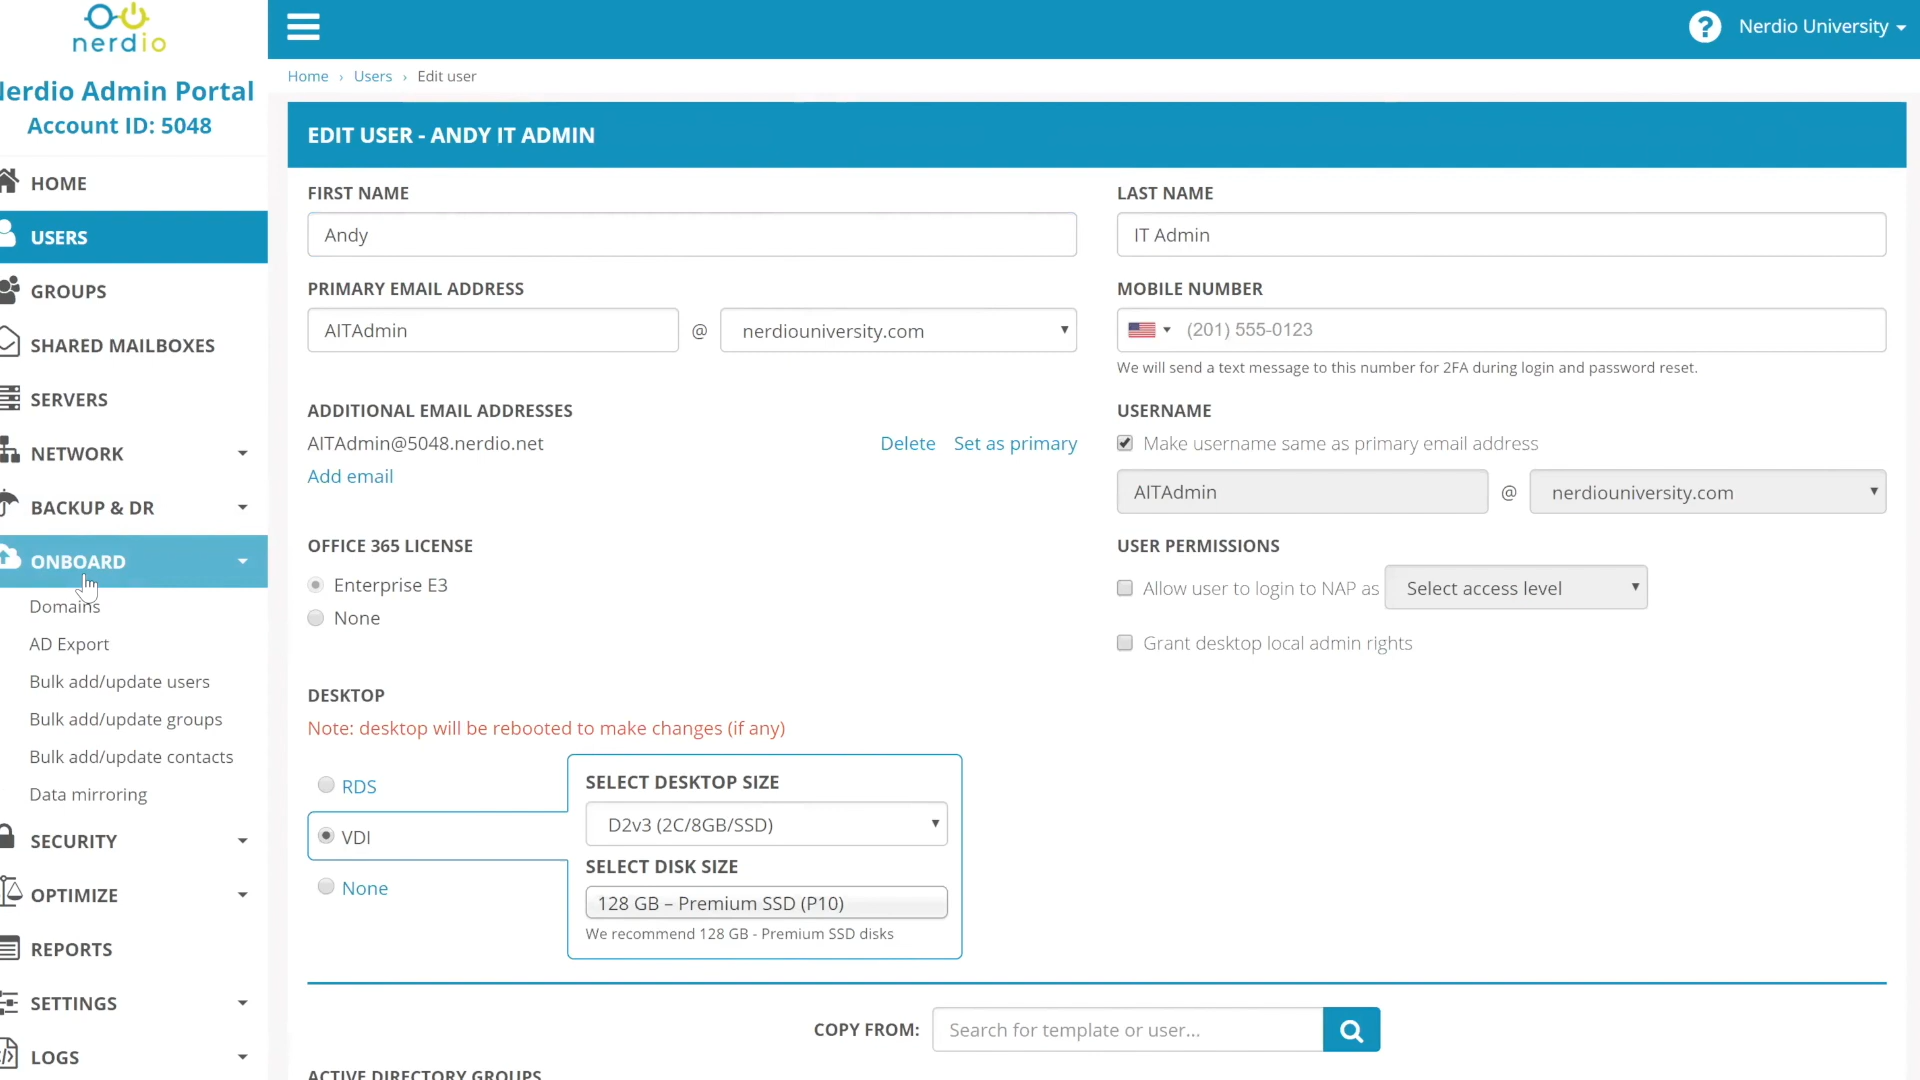 nerdio
Nerdio University
Nerdio Admin Portal
Account ID: 5048
Home › Users › Edit user
HOME
USERS
GROUPS
SHARED MAILBOXES
SERVERS
NETWORK
BACKUP & DR
ONBOARD
Domains
AD Export
Bulk add/update users
Bulk add/update groups
Bulk add/update contacts
Data mirroring
SECURITY
OPTIMIZE
REPORTS
SETTINGS
LOGS
EDIT USER - ANDY IT ADMIN
FIRST NAME
Andy
LAST NAME
IT Admin
PRIMARY EMAIL ADDRESS
AITAdmin @ nerdiouniversity.com
MOBILE NUMBER
(201) 555-0123
We will send a text message to this number for 2FA during login and password reset.
ADDITIONAL EMAIL ADDRESSES
AITAdmin@5048.nerdio.net Delete Set as primary
Add email
USERNAME
Make username same as primary email address
AITAdmin @ nerdiouniversity.com
OFFICE 365 LICENSE
Enterprise E3
None
USER PERMISSIONS
Allow user to login to NAP as Select access level
Grant desktop local admin rights
DESKTOP
Note: desktop will be rebooted to make changes (if any)
RDS
VDI
None
SELECT DESKTOP SIZE
D2v3 (2C/8GB/SSD)
SELECT DISK SIZE
128 GB – Premium SSD (P10)
We recommend 128 GB - Premium SSD disks
COPY FROM: Search for template or user...
ACTIVE DIRECTORY GROUPS